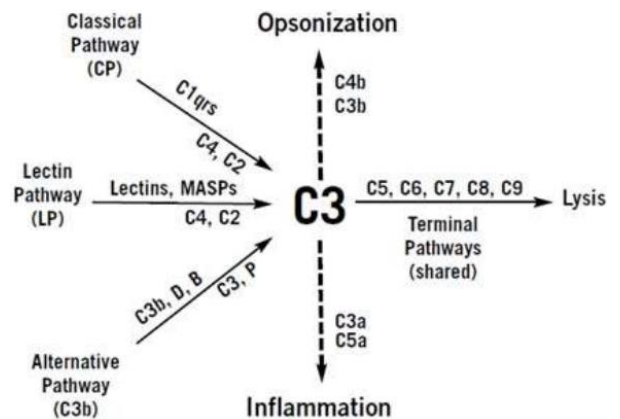 Classical
Pathway
(CP)
Opsonization
C1qrs
C4, C2
C4b
C3b
Lectin
Pathway
(LP)
Lectins, MASPs
C4, C2
C3
C5, C6, C7, C8, C9
Terminal
Pathways
(shared)
Lysis
C3b, D, B
C3, P
C3a
C5a
Alternative
Pathway
(C3b)
Inflammation